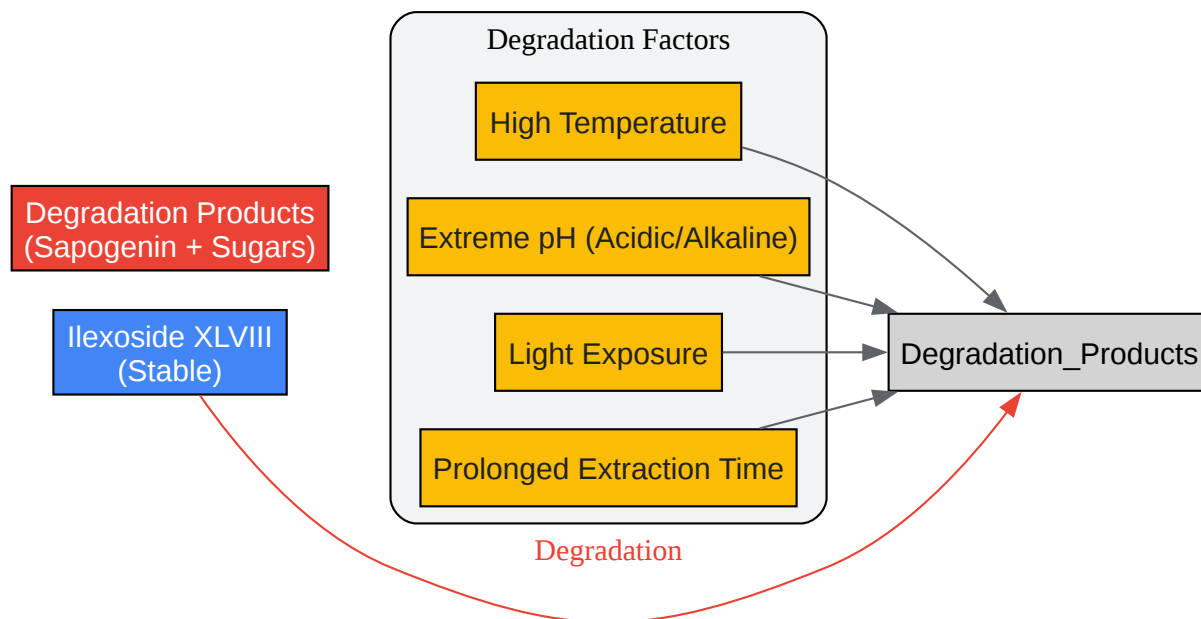 Degradation Factors
High Temperature
Degradation Products
(Sapogenin + Sugars)
Extreme pH (Acidic/Alkaline)
Ilexoside XLVIII
(Stable)
Light Exposure
Degradation_Products
Prolonged Extraction Time
Degradation